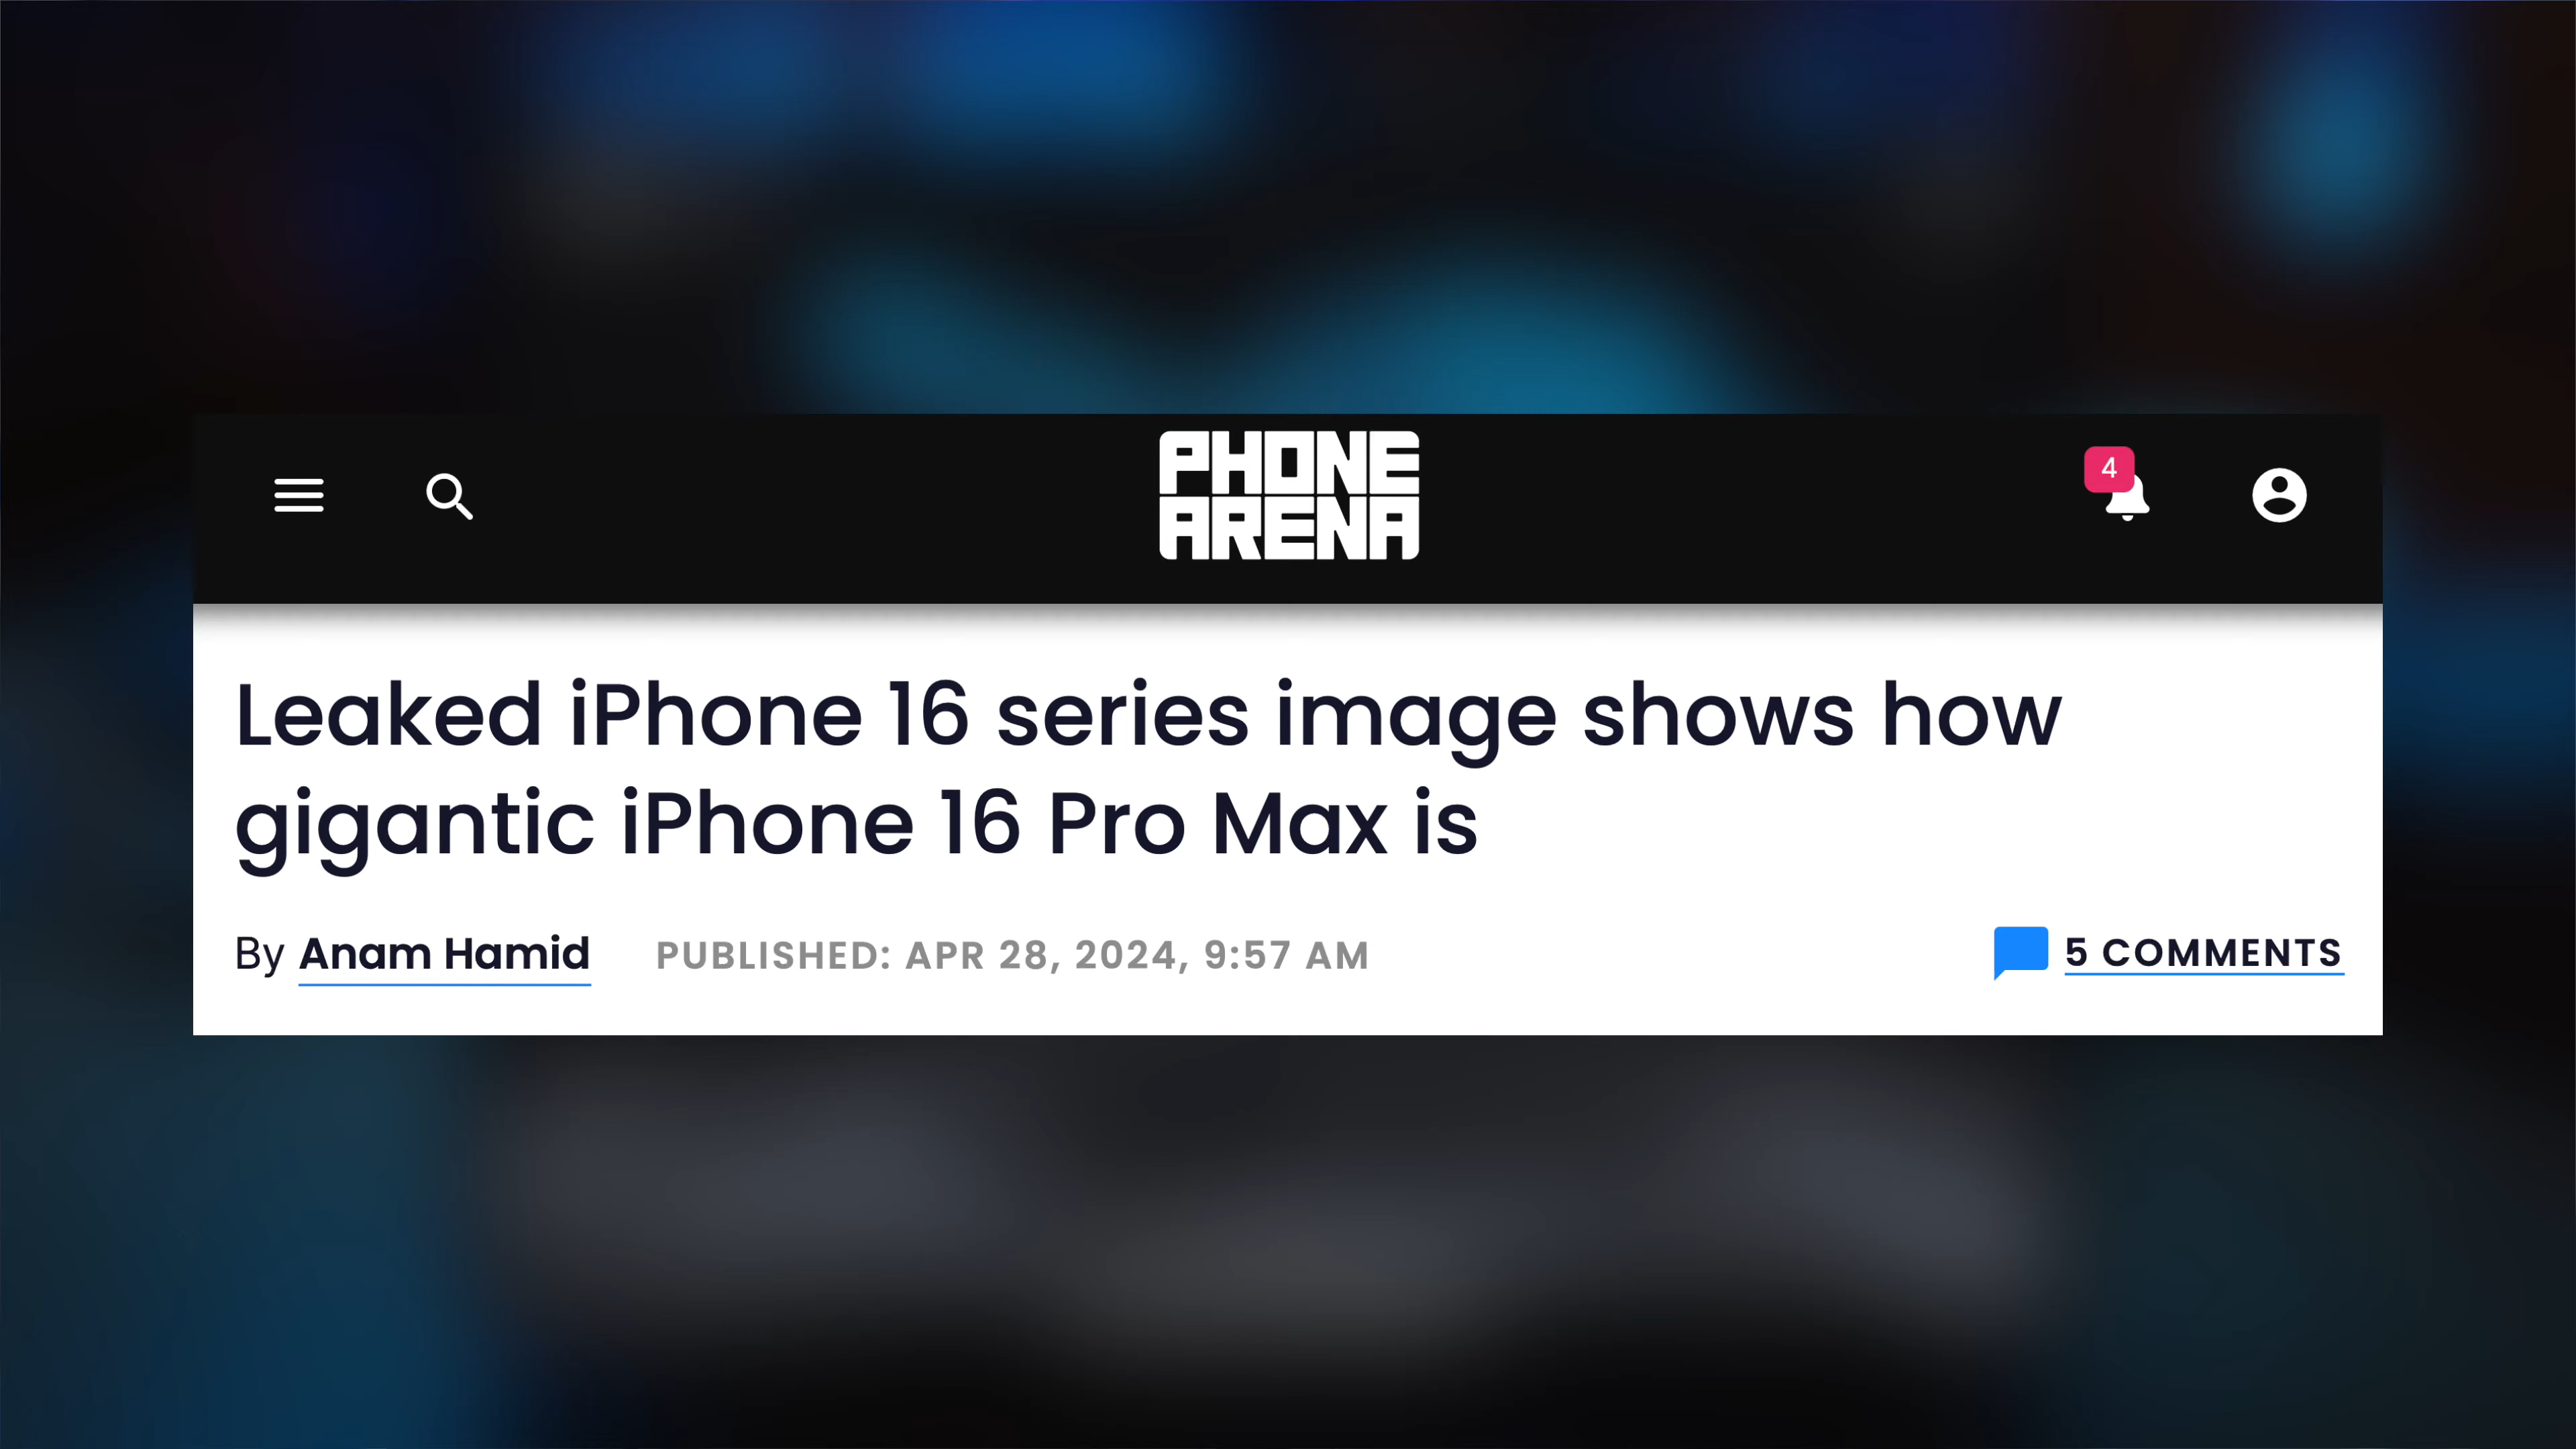 PHONE
ARENA
4
Leaked iPhone 16 series image shows how
gigantic iPhone 16 Pro Max is
By Anam Hamid PUBLISHED: APR 28, 2024, 9:57 AM 5 COMMENTS